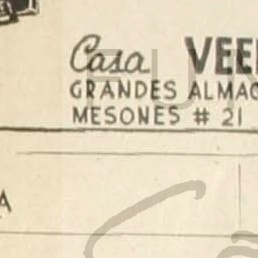 Casa VEE
GRANDES ALMAC
MESONES # 21
A